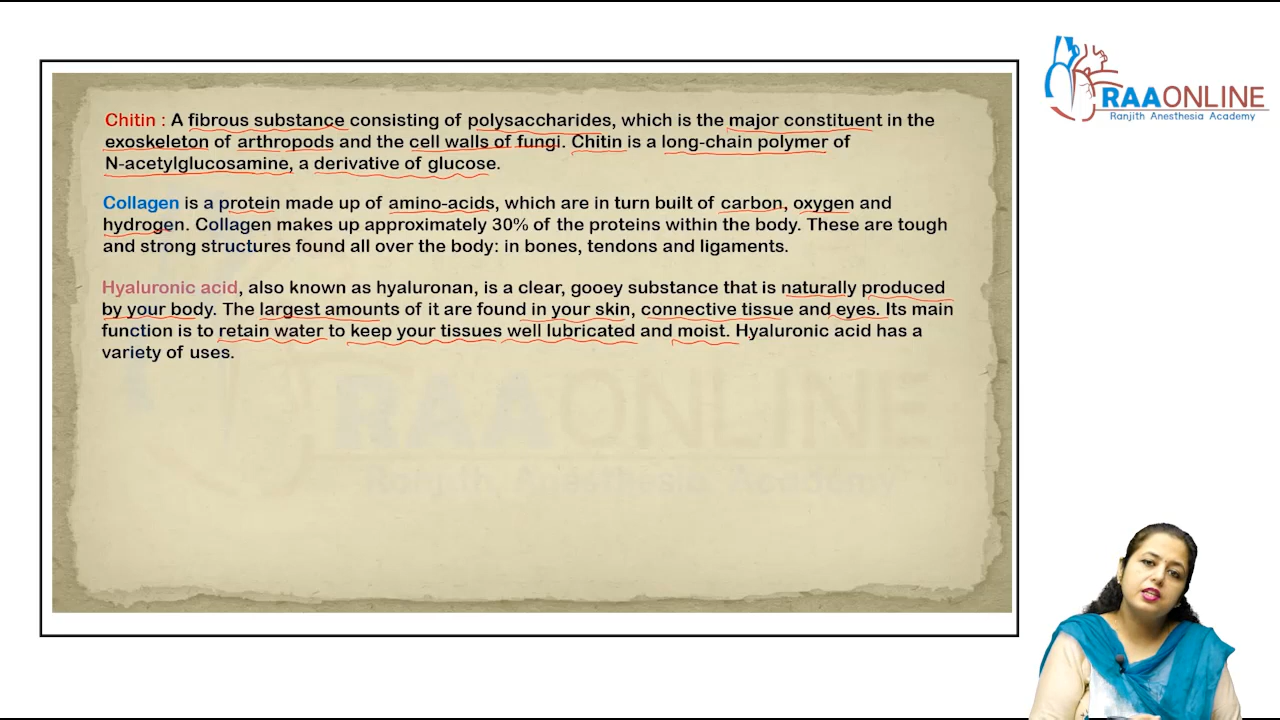 RAAONLINE
Ranjith Anesthesia Academy
Chitin : A fibrous substance consisting of polysaccharides, which is the major constituent in the
exoskeleton of arthropods and the cell walls of fungi. Chitin is a long-chain polymer of
N-acetylglucosamine, a derivative of glucose.
Collagen is a protein made up of amino-acids, which are in turn built of carbon, oxygen and
hydrogen. Collagen makes up approximately 30% of the proteins within the body. These are tough
and strong structures found all over the body: in bones, tendons and ligaments.
Hyaluronic acid, also known as hyaluronan, is a clear, gooey substance that is naturally produced
by your body. The largest amounts of it are found in your skin, connective tissue and eyes. Its main
function is to retain water to keep your tissues well lubricated and moist. Hyaluronic acid has a
variety of uses.
RAAONLINE
Ranjith Anesthesia Academy